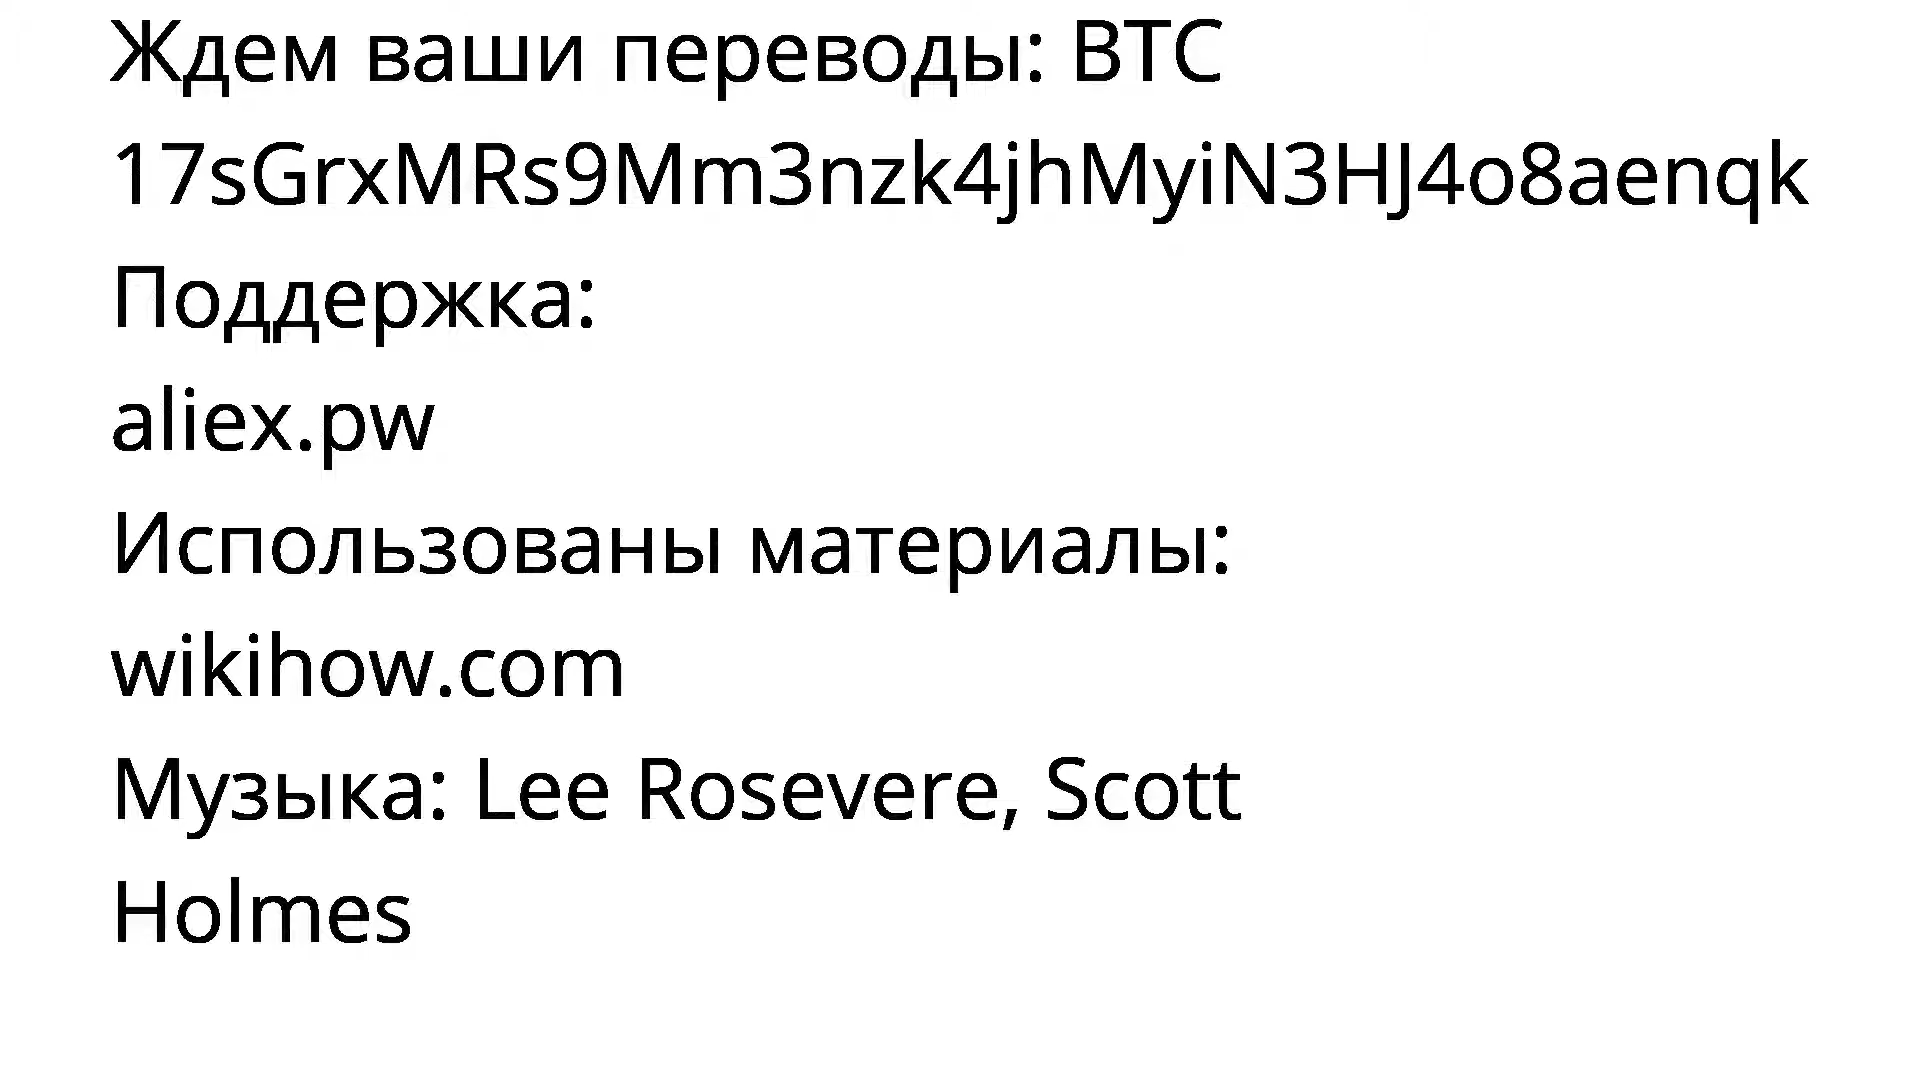 Ждем ваши переводы: BTC
17sGrxMRs9Mm3nzk4jhMyiN3HJ4o8aenqk
Поддержка:
aliex.pw
Использованы материалы:
wikihow.com
Музыка: Lee Rosevere, Scott
Holmes